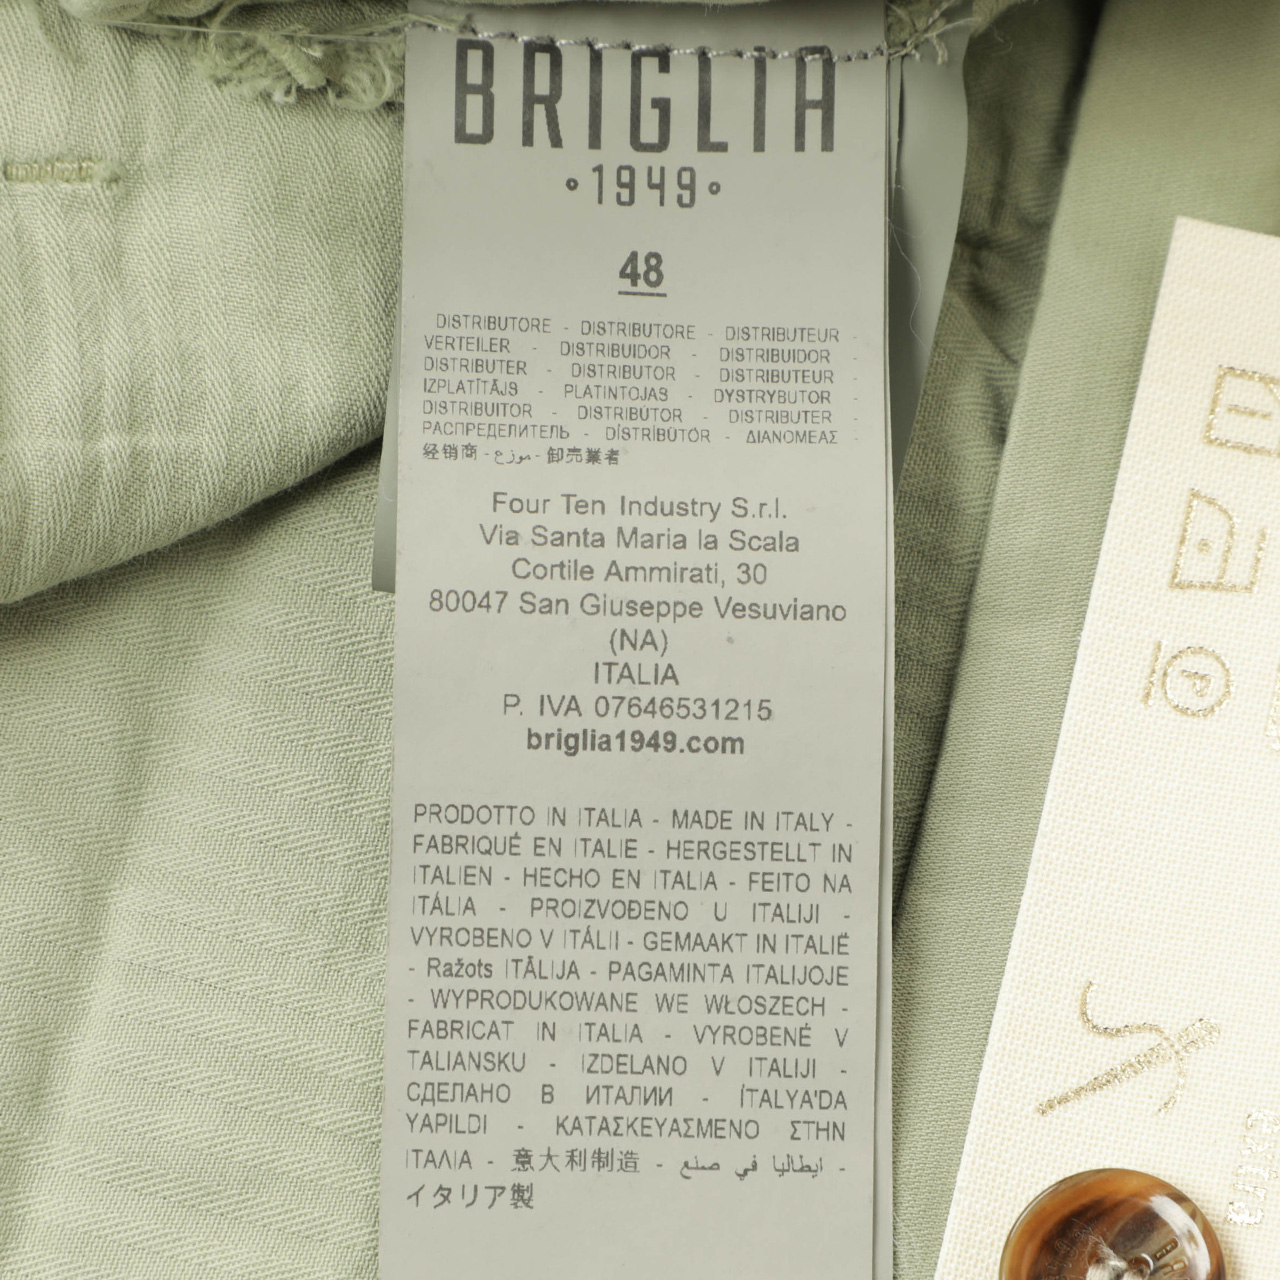 BRIGLIA
1949
48
DISTRIBUTORE - DISTRIBUTORE - DISTRIBUTEUR -
VERTEILER - DISTRIBUIDOR - DISTRIBUIDOR -
DISTRIBUTER - DISTRIBUTOR - DISTRIBUTEUR -
IZPLATĪTĀJS - PLATINTOJAS - DYSTRYBUTOR -
DISTRIBUITOR - DISTRIBÚTOR - DISTRIBUTER -
РАСПРЕДЕЛИТЕЛЬ - DİSTRİBÜTÖR - ΔΙΑΝΟΜΕΑΣ -
经销商 - موزع - 卸売業者
Four Ten Industry S.r.l.
Via Santa Maria la Scala
Cortile Ammirati, 30
80047 San Giuseppe Vesuviano
(NA)
ITALIA
P. IVA 07646531215
briglia1949.com
PRODOTTO IN ITALIA - MADE IN ITALY -
FABRIQUÉ EN ITALIE - HERGESTELLT IN
ITALIEN - HECHO EN ITALIA - FEITO NA
ITÁLIA - PROIZVOĐENO U ITALIJI -
VYROBENO V ITÁLII - GEMAAKT IN ITALIË
- Ražots ITĀLIJA - PAGAMINTA ITALIJOJE
- WYPRODUKOWANE WE WŁOSZECH -
FABRICAT IN ITALIA - VYROBENÉ V
TALIANSKU - IZDELANO V ITALIJI -
СДЕЛАНО В ИТАЛИИ - İTALYA'DA
YAPILDI - ΚΑΤΑΣΚΕΥΑΣΜΕΝΟ ΣΤΗΝ
ΙΤΑΛΙΑ - 意大利制造 - ايطاليا في صنع -
イタリア製